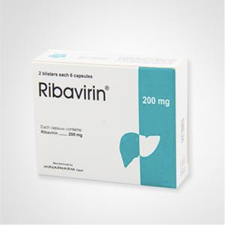 2 blisters each 6 capsules
Ribavirin®
200 mg
Each capsule contains:
Ribavirin ........ 200 mg